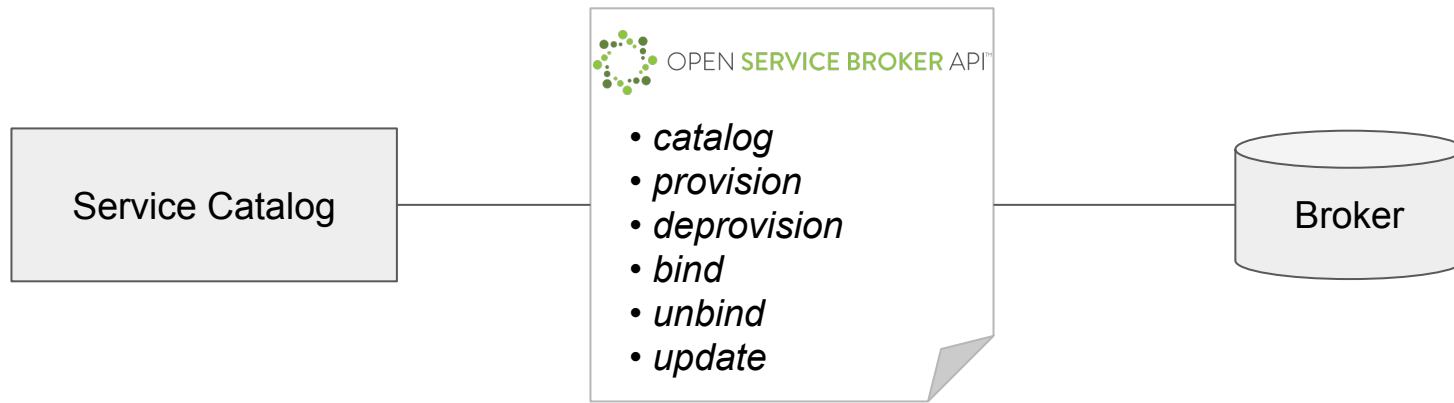 OPEN SERVICE BROKER API™
• catalog
• provision
• deprovision
• bind
• unbind
• update
Service Catalog
Broker